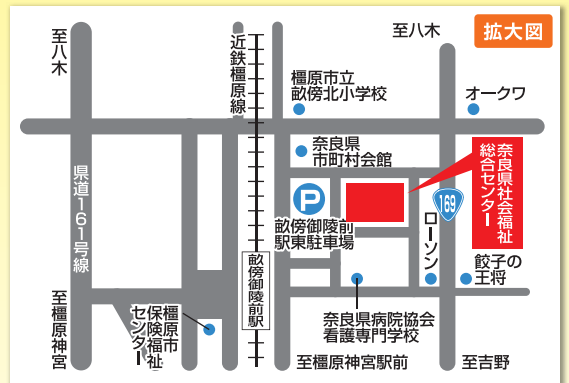 拡大図
至八木
近鉄橿原線
至八木
橿原市立
畝傍北小学校
オークワ
奈良県
市町村会館
奈良県社会福祉
総合センター
県道161号線
P
169
畝傍御陵前
駅東駐車場
ローソン
畝傍御陵前駅
餃子の
王将
至橿原神宮
橿原市
保険福祉
センター
奈良県病院協会
看護専門学校
至橿原神宮駅前
至吉野